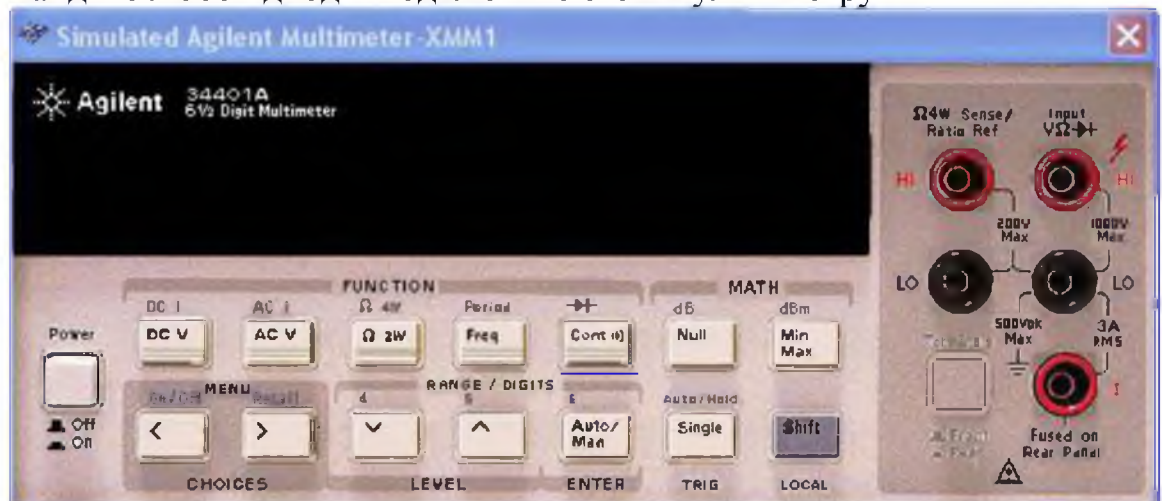 Simulated Agilent Multimeter-XMM1
Agilent 34401A
6½ Digit Multimeter
Ω4W Sense/ Input
Ratio Ref VΩ
HI HI
200V 1000V
Max Max
LO LO
FUNCTION MATH
DC I AC I Ω 4W Period dB dBm
Power DC V AC V Ω 2W Freq Cont Null Min Max
500Vpk 3A
Max RMS
MENU RANGE / DIGITS
On/Off Recall 4 5 6 Auto/Hold
Off
On
< > Auto/ Man Single Shift
I
Fused on
Rear Panel
CHOICES LEVEL ENTER TRIG LOCAL